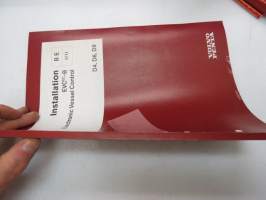 Installation
B E
EVC
Electronic Vessel Control
D4, D6, D9
VOLVO
PENTA